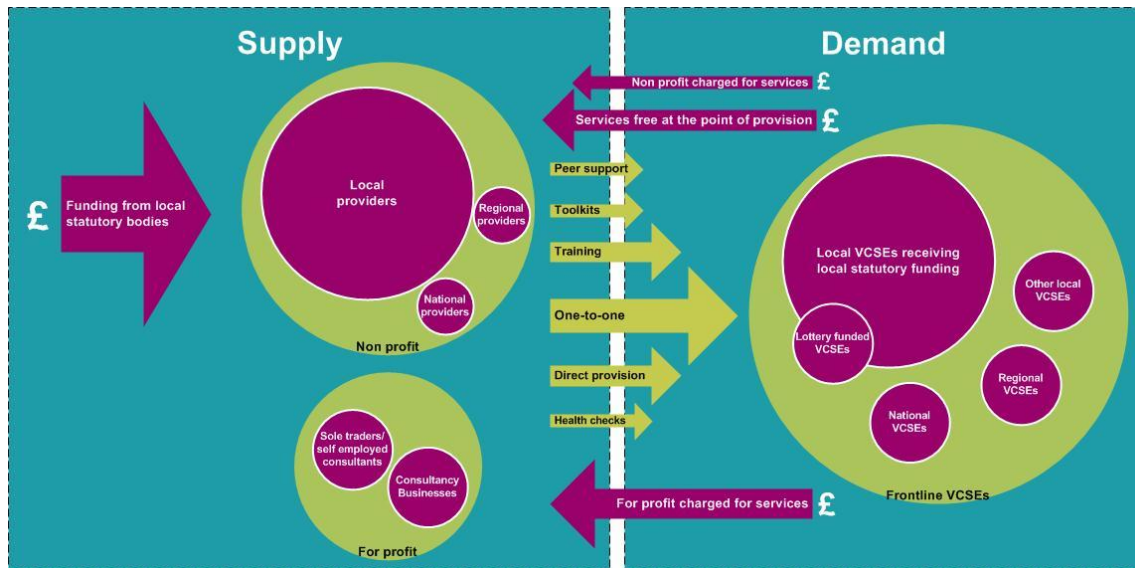 Supply
Demand
Non profit charged for services
£
Services free at the point of provision
£
£
Funding from local
statutory bodies
Local
providers
Regional
providers
National
providers
Non profit
Peer support
Toolkits
Training
One-to-one
Direct provision
Health checks
Local VCSEs receiving
local statutory funding
Other local
VCSEs
Lottery funded
VCSEs
Regional
VCSEs
National
VCSEs
Frontline VCSEs
Sole traders/
self employed
consultants
Consultancy
Businesses
For profit
For profit charged for services
£